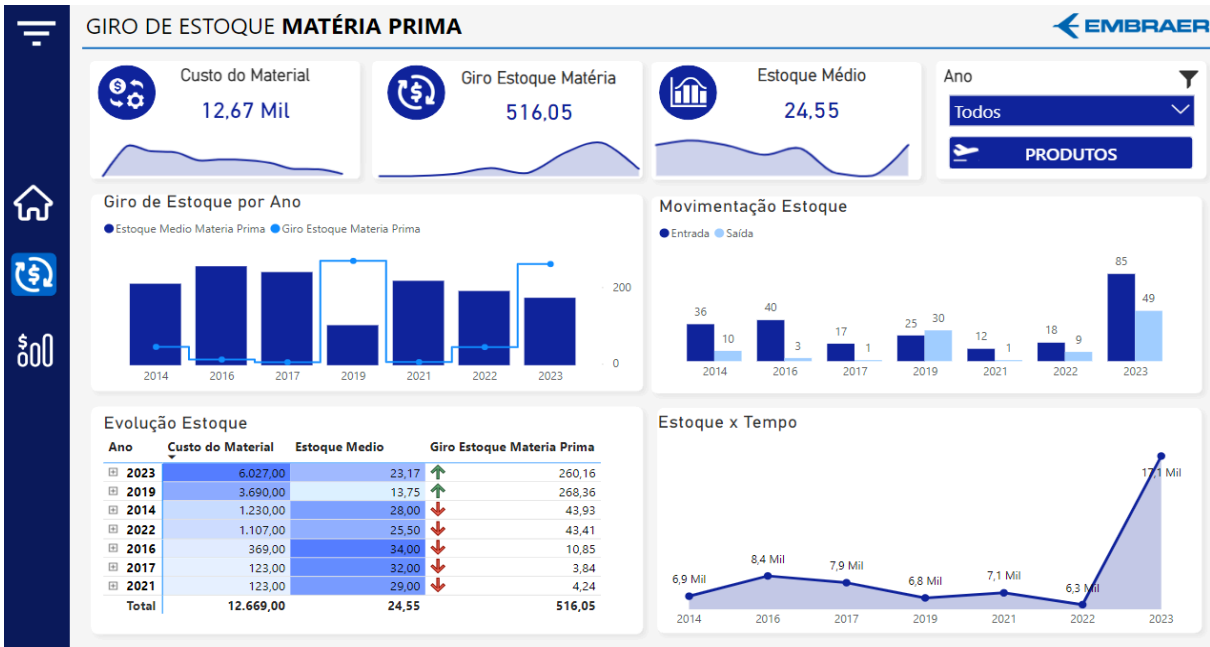 GIRO DE ESTOQUE MATÉRIA PRIMA
EMBRAER
Custo do Material
12,67 Mil
Giro Estoque Matéria
516,05
Estoque Médio
24,55
Ano
Todos
PRODUTOS
Giro de Estoque por Ano
Estoque Medio Materia Prima Giro Estoque Materia Prima
200
0
2014 2016 2017 2019 2021 2022 2023
Movimentação Estoque
Entrada Saída
36 10 40 3 17 1 25 30 12 1 18 9 85 49
2014 2016 2017 2019 2021 2022 2023
Evolução Estoque
Ano Custo do Material Estoque Medio Giro Estoque Materia Prima
2023 6.027,00 23,17 260,16
2019 3.690,00 13,75 268,36
2014 1.230,00 28,00 43,93
2022 1.107,00 25,50 43,41
2016 369,00 34,00 10,85
2017 123,00 32,00 3,84
2021 123,00 29,00 4,24
Total 12.669,00 24,55 516,05
Estoque x Tempo
6,9 Mil 8,4 Mil 7,9 Mil 6,8 Mil 7,1 Mil 6,3 Mil 17,1 Mil
2014 2016 2017 2019 2021 2022 2023